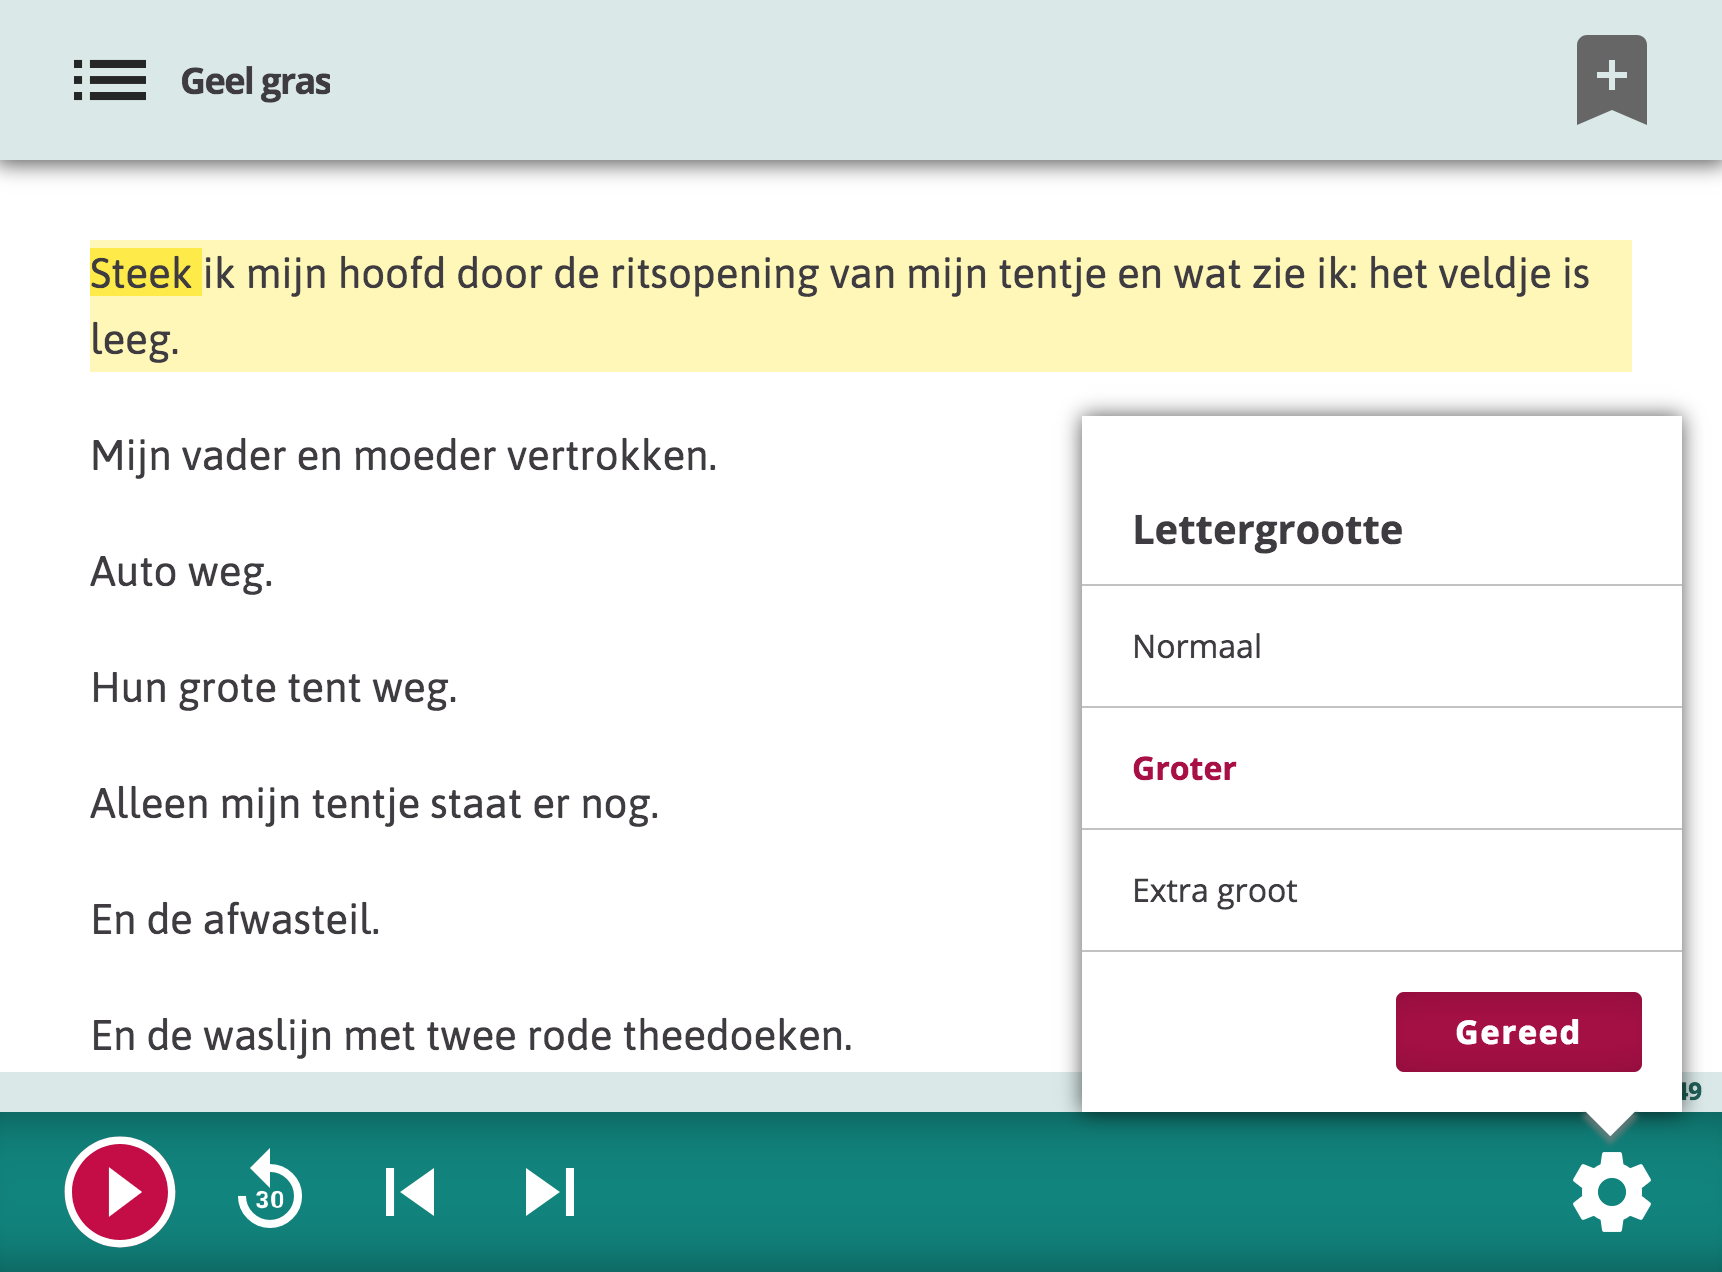 Geel gras
Steek ik mijn hoofd door de ritsopening van mijn tentje en wat zie ik: het veldje is
leeg.
Mijn vader en moeder vertrokken.
Auto weg.
Hun grote tent weg.
Alleen mijn tentje staat er nog.
En de afwasteil.
En de waslijn met twee rode theedoeken.
Lettergrootte
Normaal
Groter
Extra groot
Gereed
49
30